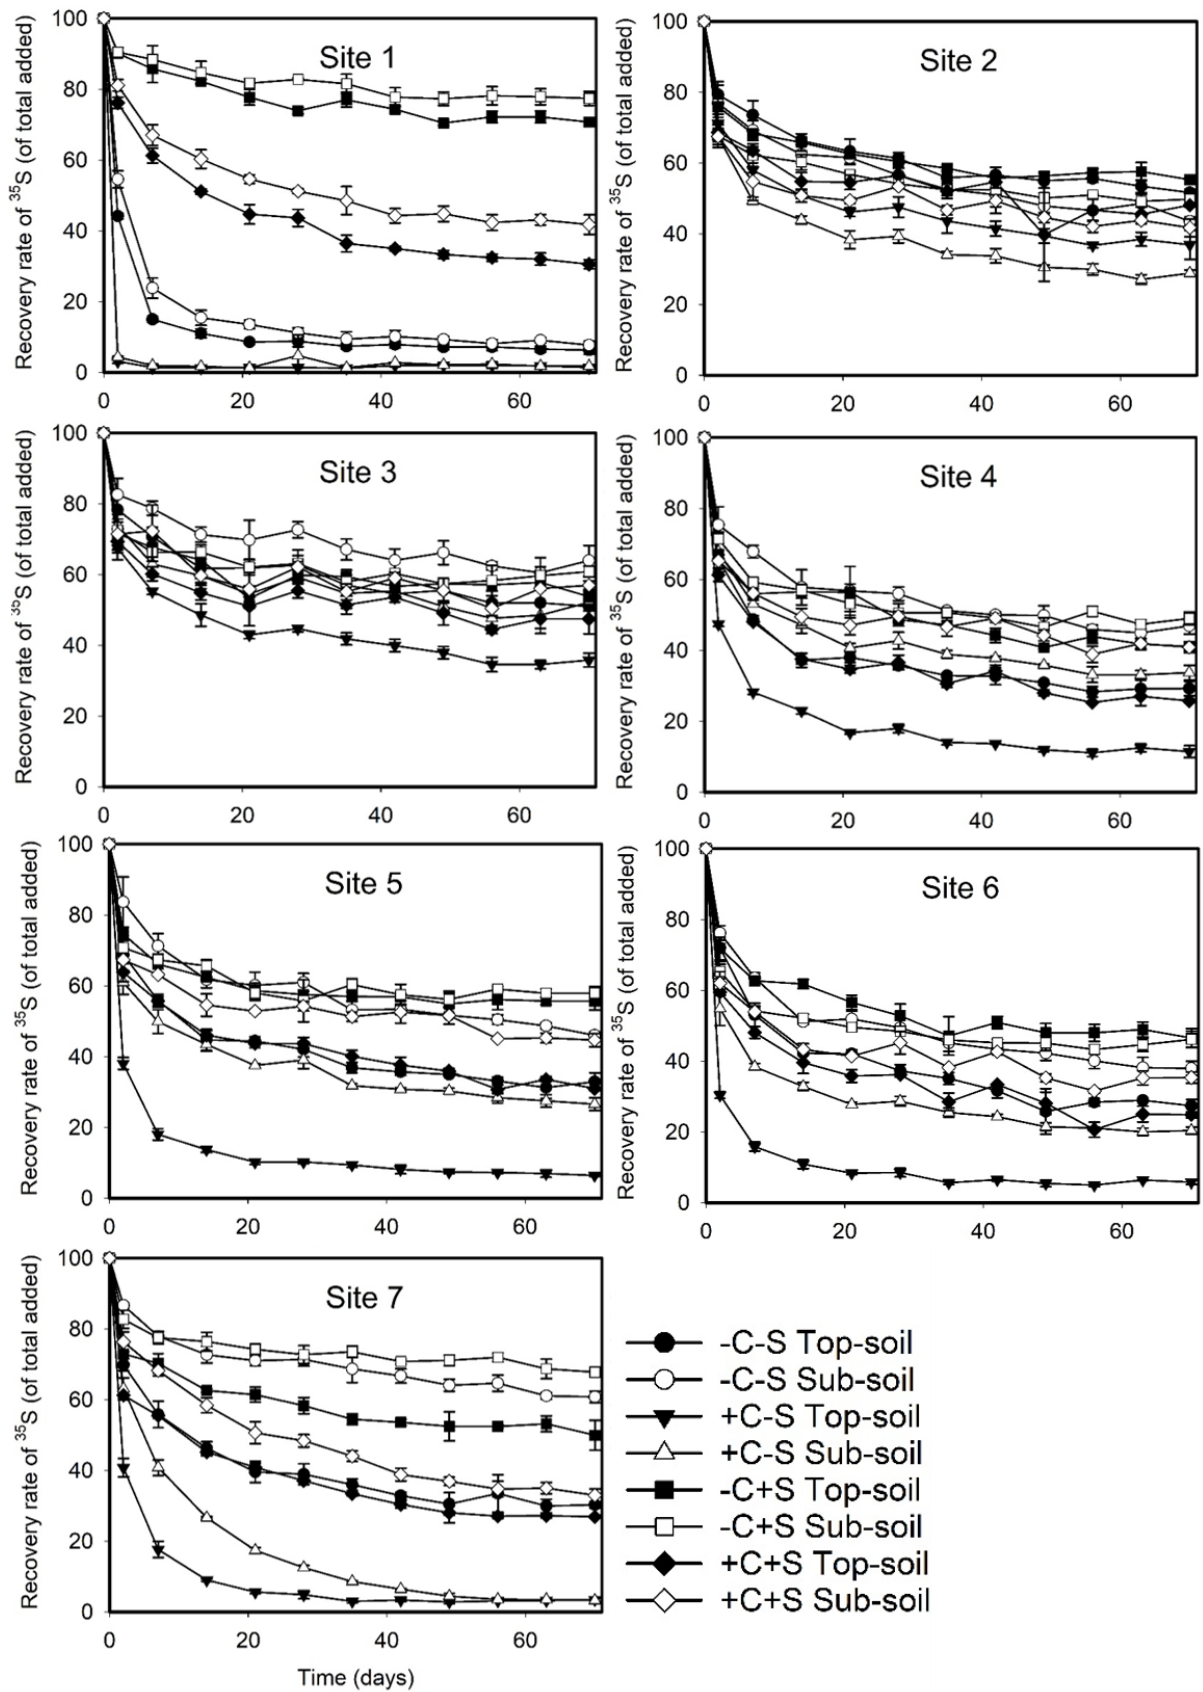 Site 1
Recovery rate of ³⁵S (of total added)
100
80
60
40
20
0
0 20 40 60
Site 2
Recovery rate of ³⁵S (of total added)
100
80
60
40
20
0
0 20 40 60
Site 3
Recovery rate of ³⁵S (of total added)
100
80
60
40
20
0
0 20 40 60
Site 4
Recovery rate of ³⁵S (of total added)
100
80
60
40
20
0
0 20 40 60
Site 5
Recovery rate of ³⁵S (of total added)
100
80
60
40
20
0
0 20 40 60
Site 6
Recovery rate of ³⁵S (of total added)
100
80
60
40
20
0
0 20 40 60
Site 7
Recovery rate of ³⁵S (of total added)
100
80
60
40
20
0
0 20 40 60
Time (days)
-C-S Top-soil
-C-S Sub-soil
+C-S Top-soil
+C-S Sub-soil
-C+S Top-soil
-C+S Sub-soil
+C+S Top-soil
+C+S Sub-soil